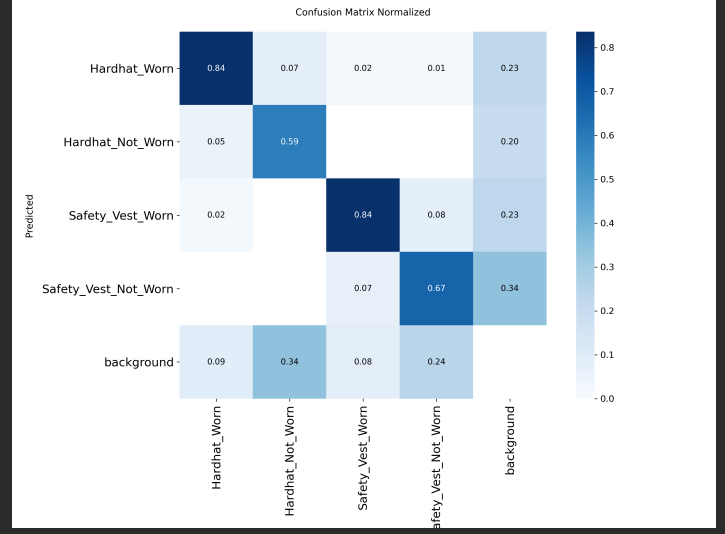 Confusion Matrix Normalized
Hardhat_Worn 0.84 0.07 0.02 0.01 0.23
Hardhat_Not_Worn 0.05 0.59 0.20
Safety_Vest_Worn 0.02 0.84 0.08 0.23
Safety_Vest_Not_Worn 0.07 0.67 0.34
background 0.09 0.34 0.08 0.24
Predicted
Hardhat_Worn
Hardhat_Not_Worn
Safety_Vest_Worn
afety_Vest_Not_Worn
background
0.8
0.7
0.6
0.5
0.4
0.3
0.2
0.1
0.0